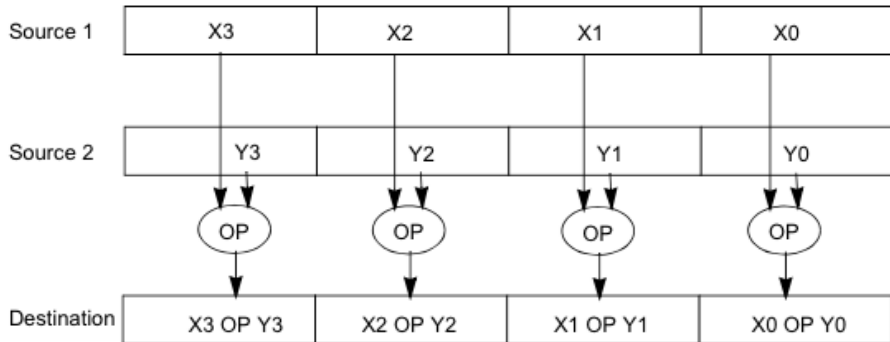 Source 1 X3 X2 X1 X0
Source 2 Y3 Y2 Y1 Y0
OP OP OP OP
Destination X3 OP Y3 X2 OP Y2 X1 OP Y1 X0 OP Y0